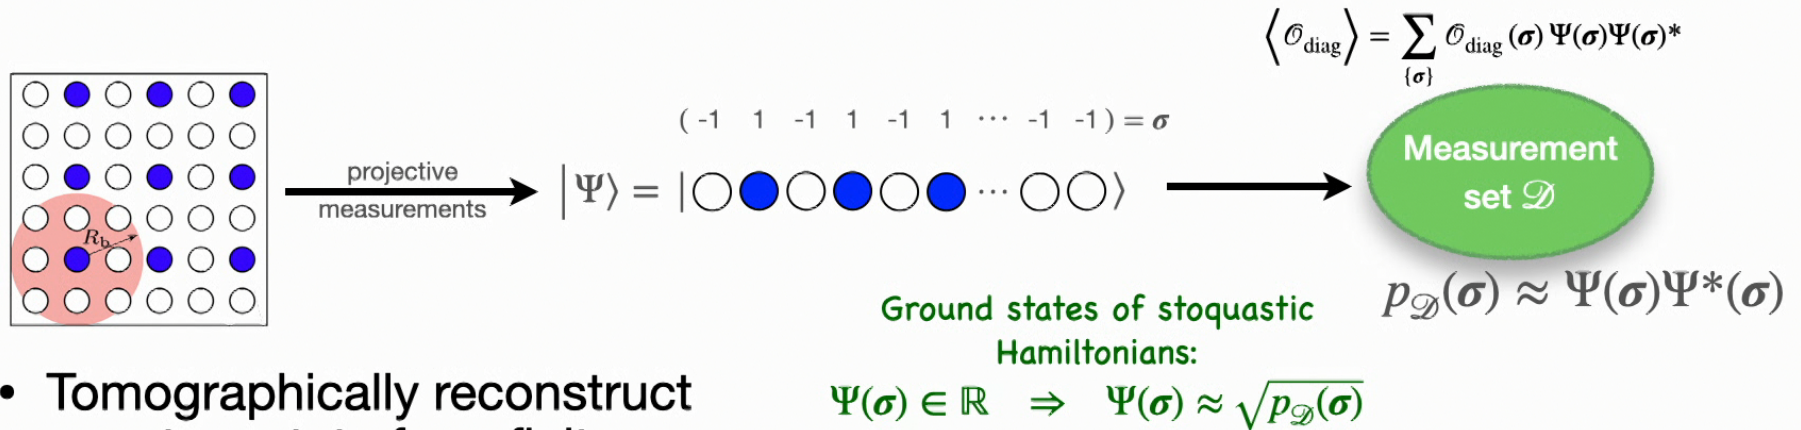 ⟨𝒪diag⟩ = ∑{σ} 𝒪diag (σ) Ψ(σ)Ψ(σ)*
( -1 1 -1 1 -1 1 ⋯ -1 -1 ) = σ
projective
measurements
|Ψ⟩ = | ⋯ ⟩
Measurement
set 𝒟
R_b
p𝒟(σ) ≈ Ψ(σ)Ψ*(σ)
Ground states of stoquastic
Hamiltonians:
Ψ(σ) ∈ ℝ ⇒ Ψ(σ) ≈ √p𝒟(σ)
• Tomographically reconstruct